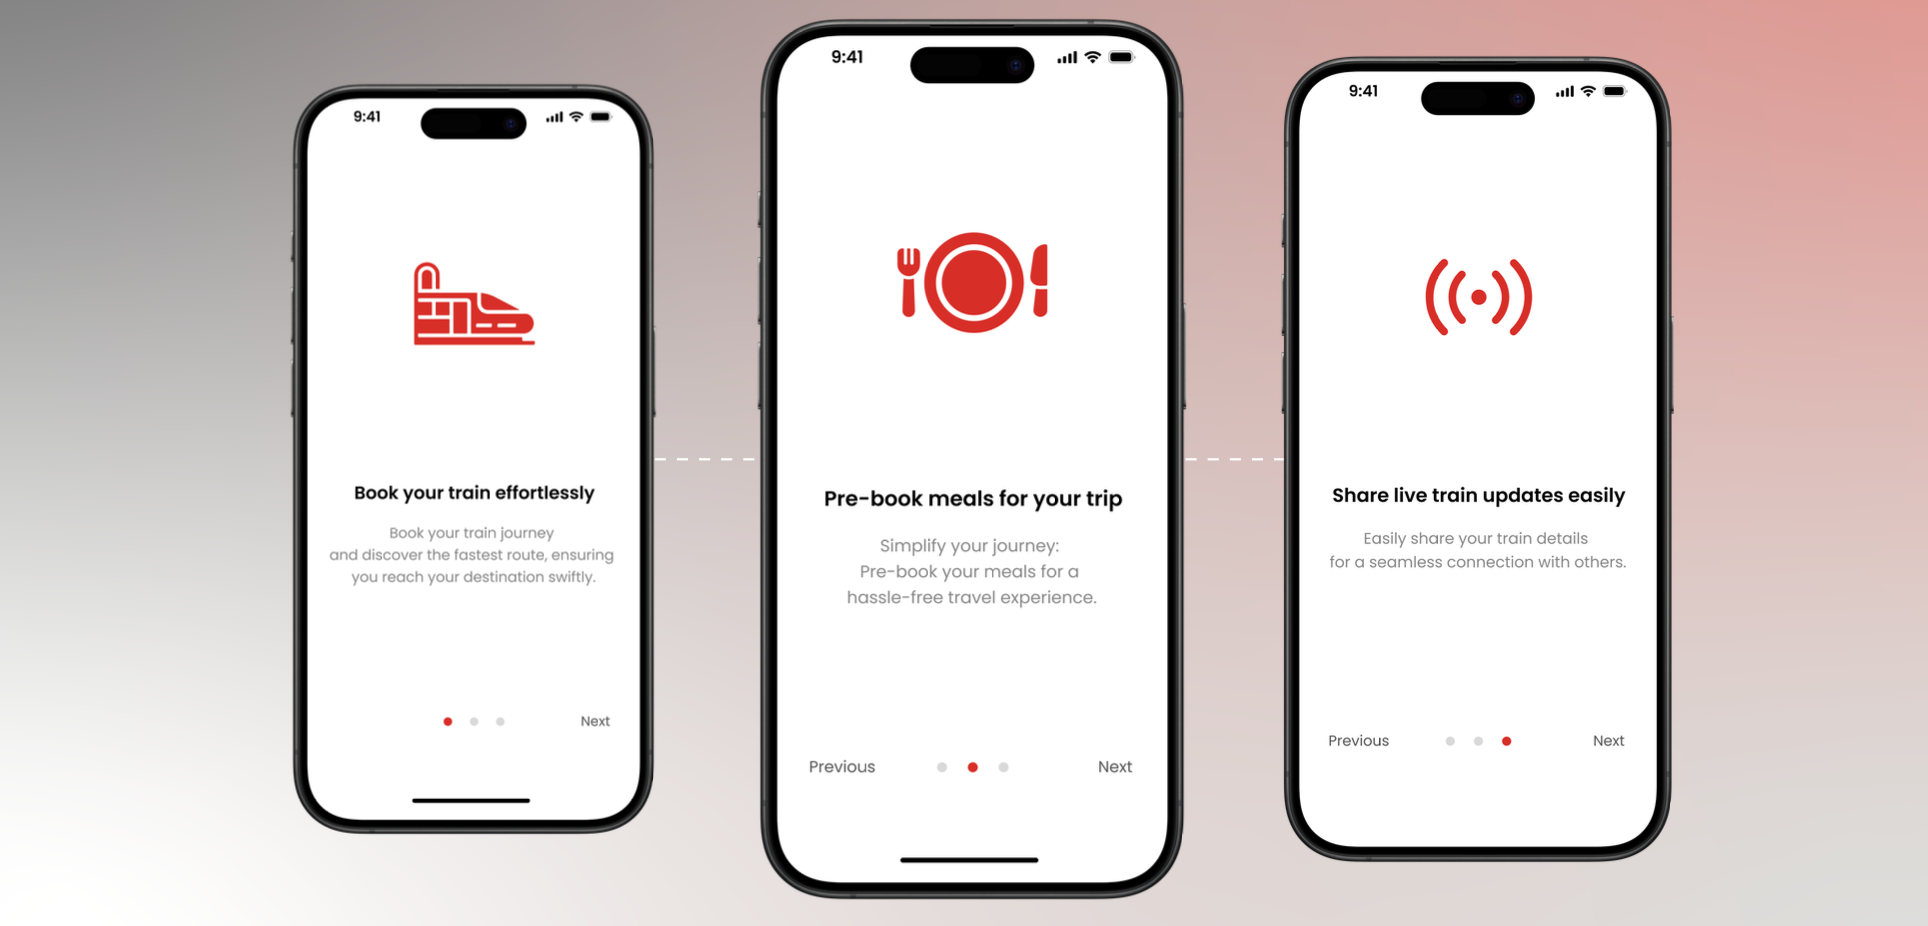 9:41
Book your train effortlessly
Book your train journey
and discover the fastest route, ensuring
you reach your destination swiftly.
Next
9:41
Pre-book meals for your trip
Simplify your journey:
Pre-book your meals for a
hassle-free travel experience.
Previous
Next
9:41
Share live train updates easily
Easily share your train details
for a seamless connection with others.
Previous
Next